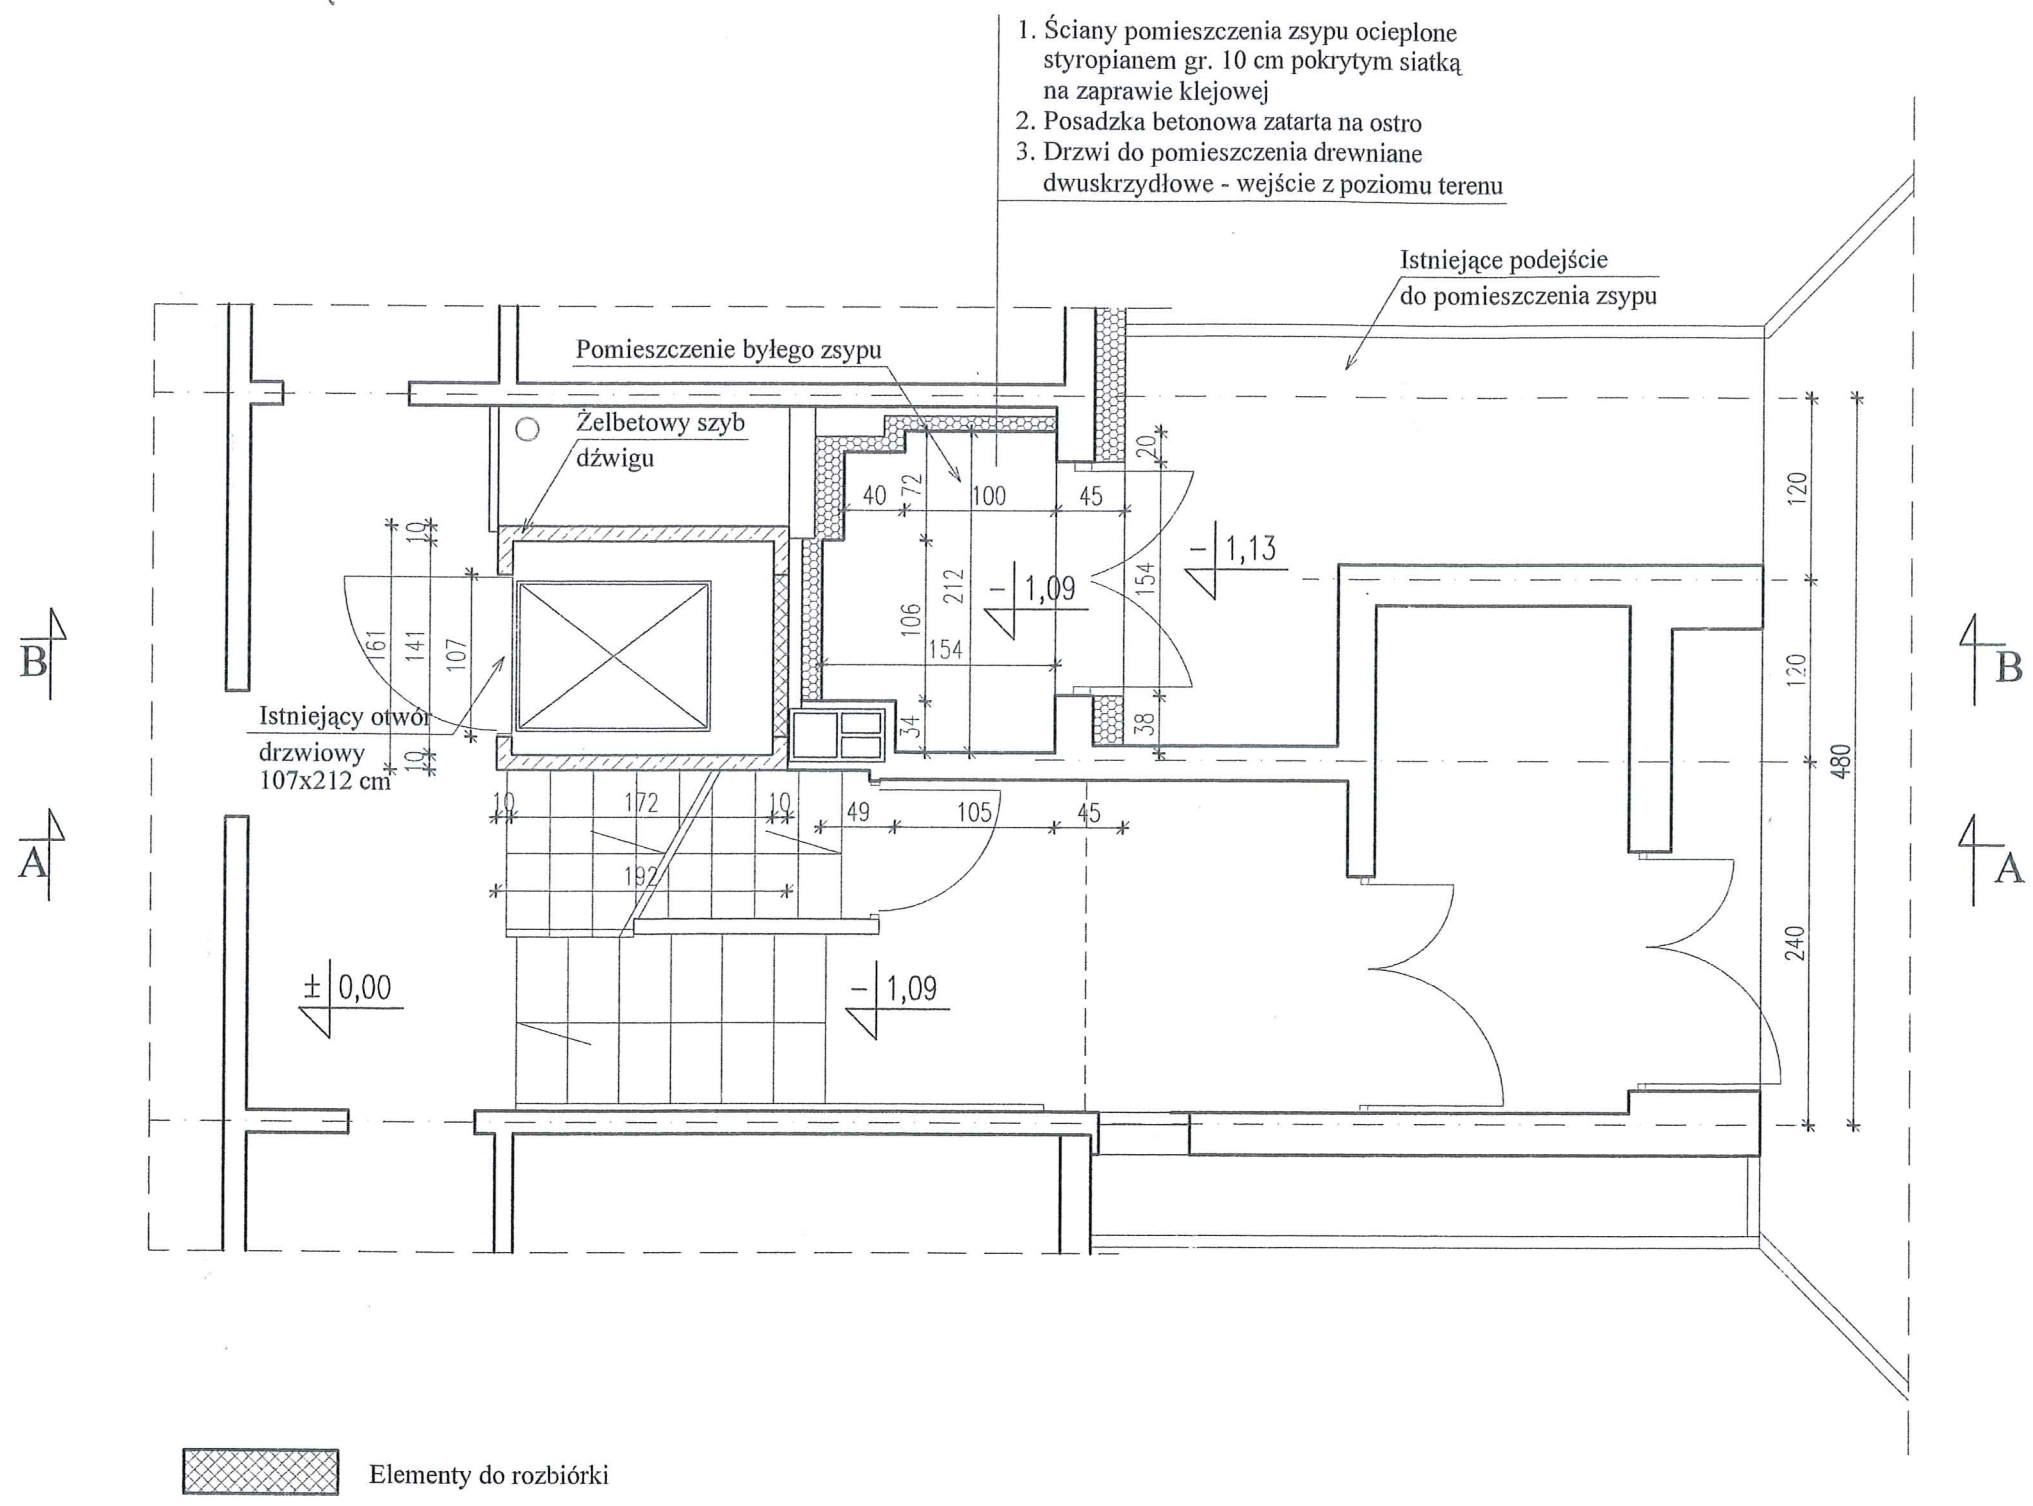 1. Ściany pomieszczenia zsypu ocieplone
styropianem gr. 10 cm pokrytym siatką
na zaprawie klejowej
2. Posadzka betonowa zatarta na ostro
3. Drzwi do pomieszczenia drewniane
dwuskrzydłowe - wejście z poziomu terenu
Istniejące podejście
do pomieszczenia zsypu
Pomieszczenie byłego zsypu
Żelbetowy szyb
dźwigu
20
40
72
100
45
120
10
161
141
107
106
212
154
- 1,09
154
- 1,13
B
B
120
34
38
480
Istniejący otwór
drzwiowy
107x212 cm
10
10
172
10
49
105
45
A
A
192
240
± 0,00
- 1,09
Elementy do rozbiórki